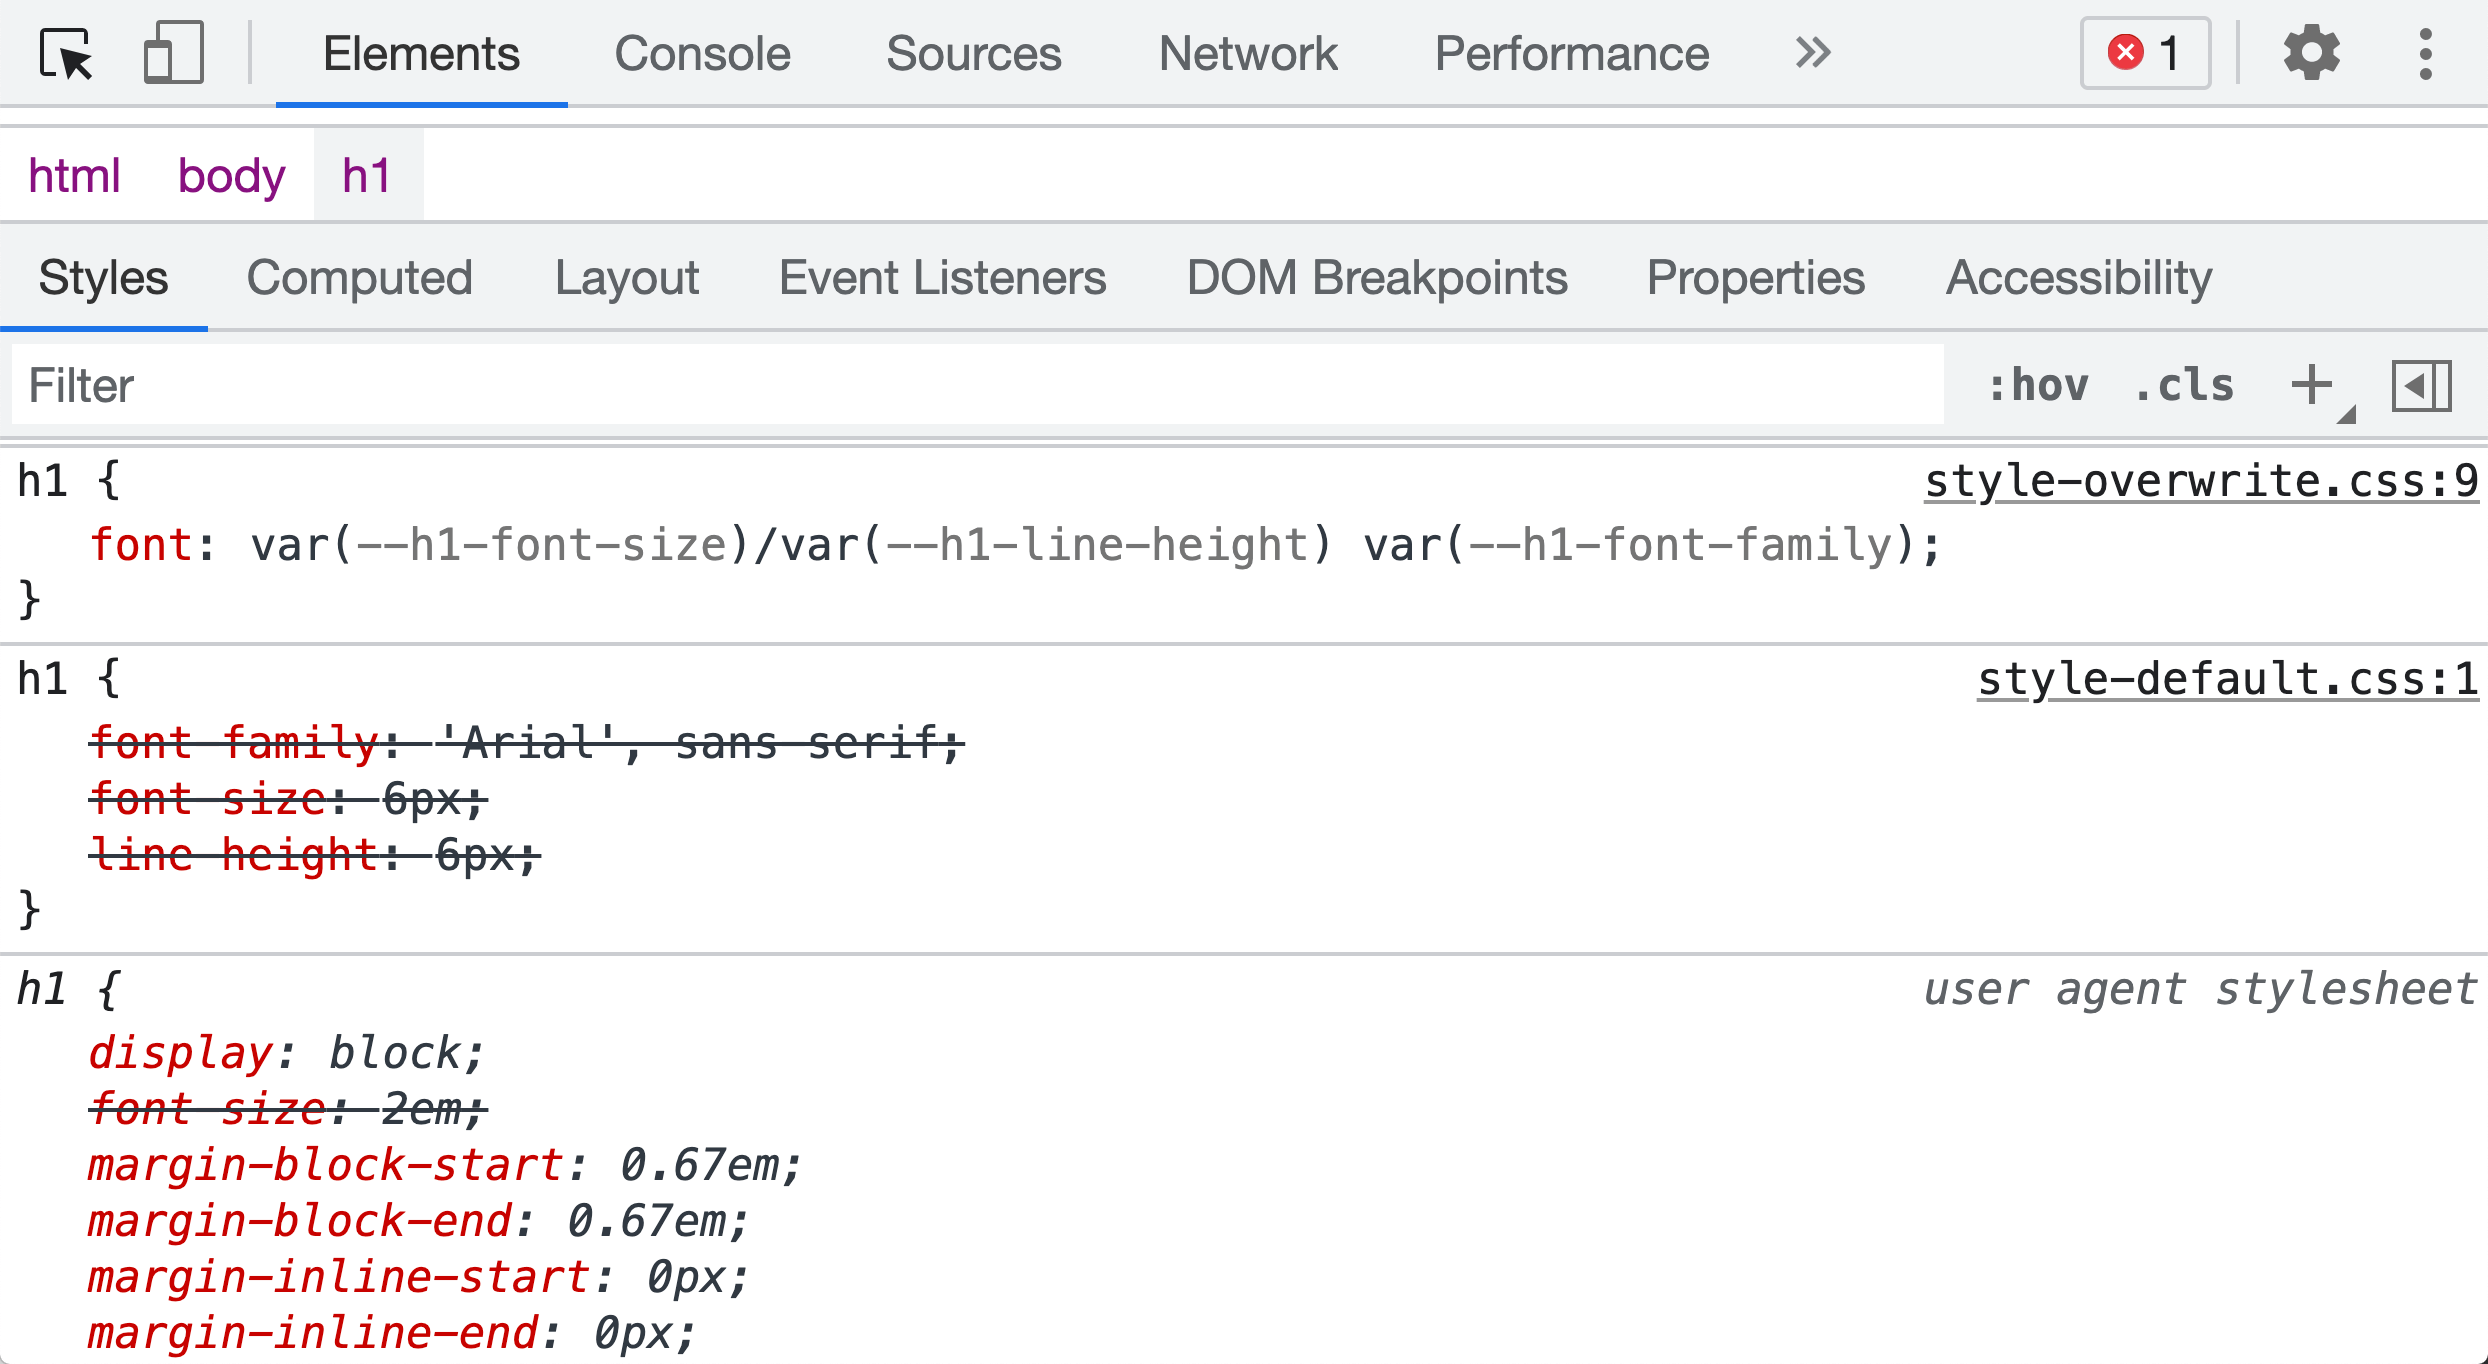 Elements Console Sources Network Performance » 1
html body h1
Styles Computed Layout Event Listeners DOM Breakpoints Properties Accessibility
Filter :hov .cls +
h1 { style-overwrite.css:9
font: var(--h1-font-size)/var(--h1-line-height) var(--h1-font-family);
}
h1 { style-default.css:1
font-family: 'Arial', sans-serif;
font-size: 6px;
line-height: 6px;
}
h1 { user agent stylesheet
display: block;
font-size: 2em;
margin-block-start: 0.67em;
margin-block-end: 0.67em;
margin-inline-start: 0px;
margin-inline-end: 0px;